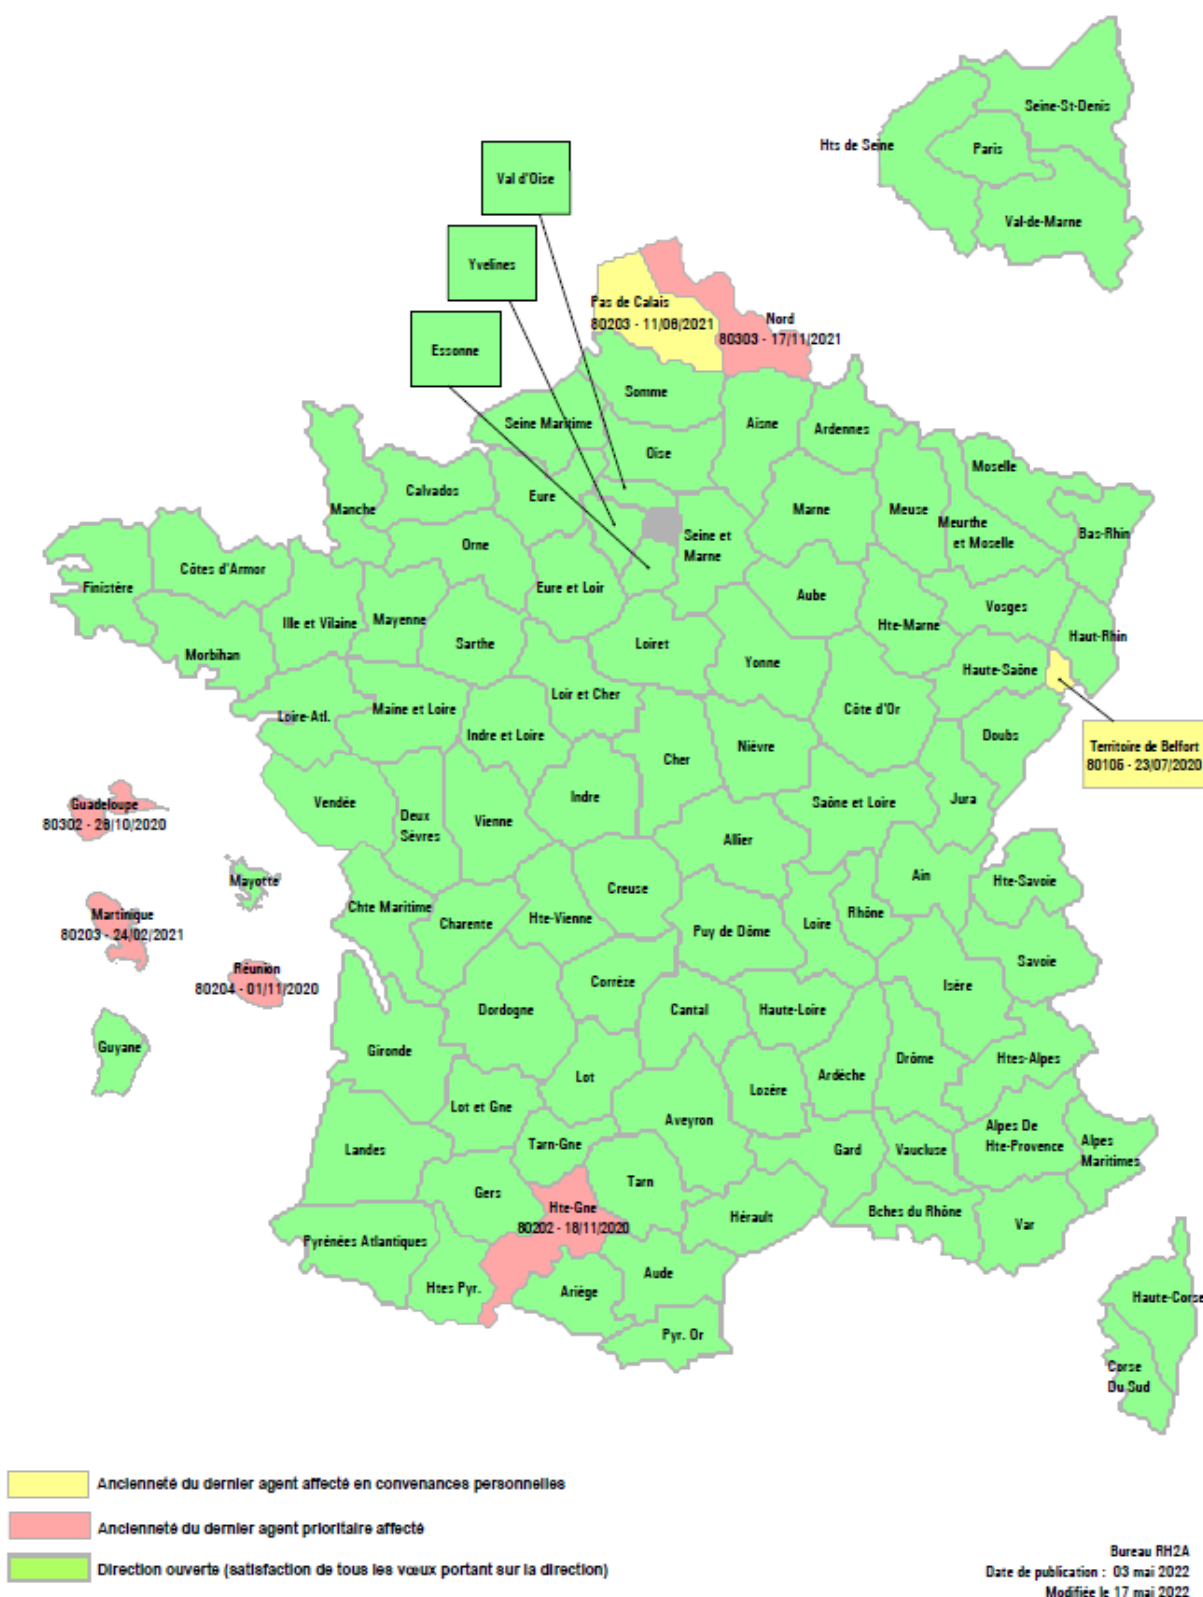 Seine-St-Denis
Hts de Seine
Paris
Val-de-Marne
Val d'Oise
Yvelines
Essonne
Pas de Calais
80203 - 11/08/2021
Nord
80303 - 17/11/2021
Somme
Seine Maritime
Aisne
Ardennes
Oise
Moselle
Calvados
Eure
Manche
Marne
Meuse
Meurthe
et Moselle
Bas-Rhin
Seine et
Marne
Orne
Côtes d'Armor
Finistère
Eure et Loir
Aube
Vosges
Ille et Vilaine
Mayenne
Hte-Marne
Haut-Rhin
Sarthe
Loiret
Morbihan
Yonne
Haute-Saône
Loir et Cher
Maine et Loire
Côte d'Or
Loire-Atl.
Indre et Loire
Doubs
Nièvre
Cher
Territoire de Belfort
80106 - 23/07/2020
Indre
Vendée
Saône et Loire
Jura
Guadeloupe
80302 - 28/10/2020
Deux
Sèvres
Vienne
Allier
Ain
Mayotte
Creuse
Hte-Savoie
Chte Maritime
Charente
Hte-Vienne
Rhône
Loire
Puy de Dôme
Martinique
80203 - 24/02/2021
Savoie
Réunion
80204 - 01/11/2020
Corrèze
Isère
Dordogne
Cantal
Haute-Loire
Guyane
Gironde
Drôme
Htes-Alpes
Lot
Ardèche
Lozère
Lot et Gne
Aveyron
Alpes De
Hte-Provence
Alpes
Maritimes
Landes
Tarn-Gne
Gard
Vaucluse
Gers
Tarn
Hte-Gne
80202 - 18/11/2020
Hérault
Bches du Rhône
Var
Pyrénées Atlantiques
Aude
Htes Pyr.
Ariège
Haute-Corse
Pyr. Or
Corse
Du Sud
Ancienneté du dernier agent affecté en convenances personnelles
Ancienneté du dernier agent prioritaire affecté
Direction ouverte (satisfaction de tous les vœux portant sur la direction)
Bureau RH2A
Date de publication : 03 mai 2022
Modifiée le 17 mai 2022